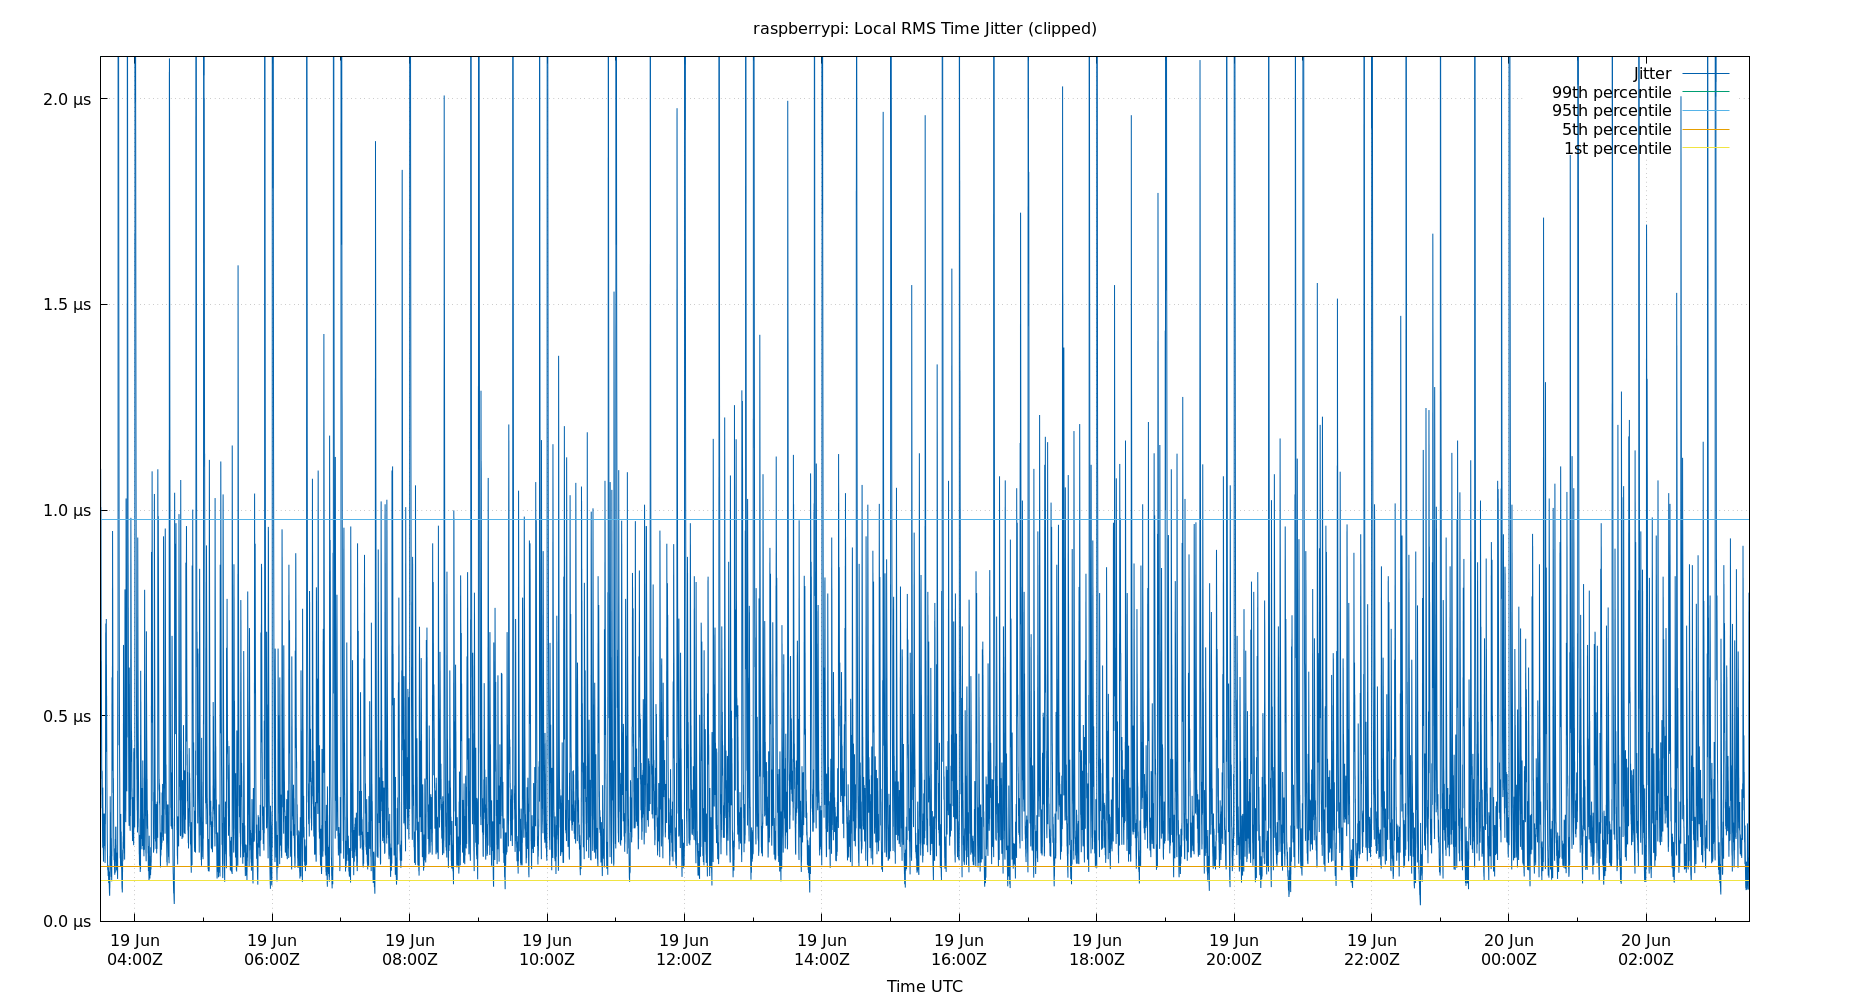 raspberrypi: Local RMS Time Jitter (clipped)
Jitter
99th percentile
95th percentile
5th percentile
1st percentile
2.0 µs
1.5 µs
1.0 µs
0.5 µs
0.0 µs
19 Jun 19 Jun 19 Jun 19 Jun 19 Jun 19 Jun 19 Jun 19 Jun 19 Jun 19 Jun 20 Jun 20 Jun
04:00Z 06:00Z 08:00Z 10:00Z 12:00Z 14:00Z 16:00Z 18:00Z 20:00Z 22:00Z 00:00Z 02:00Z
Time UTC